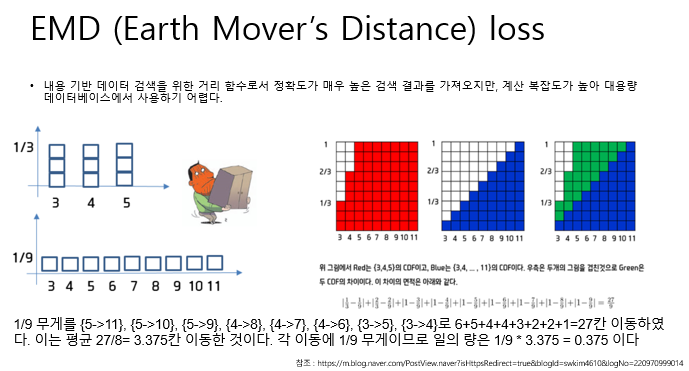 EMD (Earth Mover's Distance) loss
• 내용 기반 데이터 검색을 위한 거리 함수로서 정확도가 매우 높은 검색 결과를 가져오지만, 계산 복잡도가 높아 대용량
데이터베이스에서 사용하기 어렵다.
1/3
3 4 5
1/9
3 4 5 6 7 8 9 10 11
1
2/3
1/3
3 4 5 6 7 8 9 10 11
1
2/3
1/3
3 4 5 6 7 8 9 10 11
1
2/3
1/3
3 4 5 6 7 8 9 10 11
위 그림에서 Red는 {3,4,5}의 CDF이고, Blue는 {3,4, ... , 11}의 CDF이다. 우측은 두개의 그림을 겹친것으로 Green은
두 CDF의 차이이다. 이 차이의 면적은 아래와 같다.
|1/3 − 1/9| + |2/3 − 2/9| + |1 − 3/9| + |1 − 4/9| + |1 − 5/9| + |1 − 6/9| + |1 − 7/9| + |1 − 8/9| + |1 − 9/9| = 27/9
1/9 무게를 {5->11}, {5->10}, {5->9}, {4->8}, {4->7}, {4->6}, {3->5}, {3->4}로 6+5+4+4+3+2+2+1=27칸 이동하였
다. 이는 평균 27/8= 3.375칸 이동한 것이다. 각 이동에 1/9 무게이므로 일의 량은 1/9 * 3.375 = 0.375 이다
참조 : https://m.blog.naver.com/PostView.naver?isHttpsRedirect=true&blogId=swkim4610&logNo=220970999014